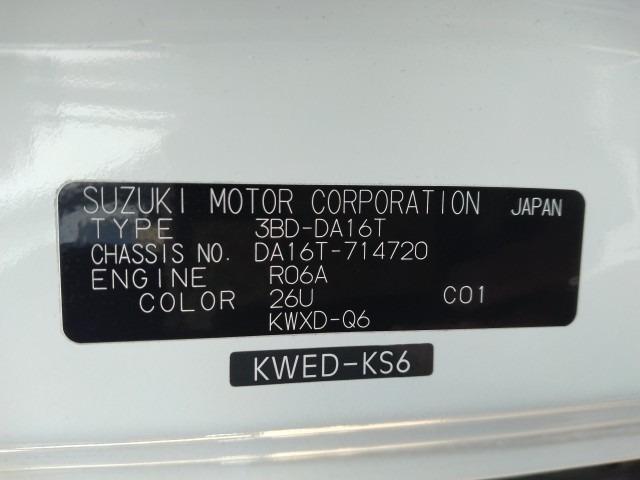 SUZUKI MOTOR CORPORATION JAPAN
TYPE 3BD-DA16T
CHASSIS NO. DA16T-714720
ENGINE R06A
COLOR 26U C01
KWXD-Q6
KWED-KS6